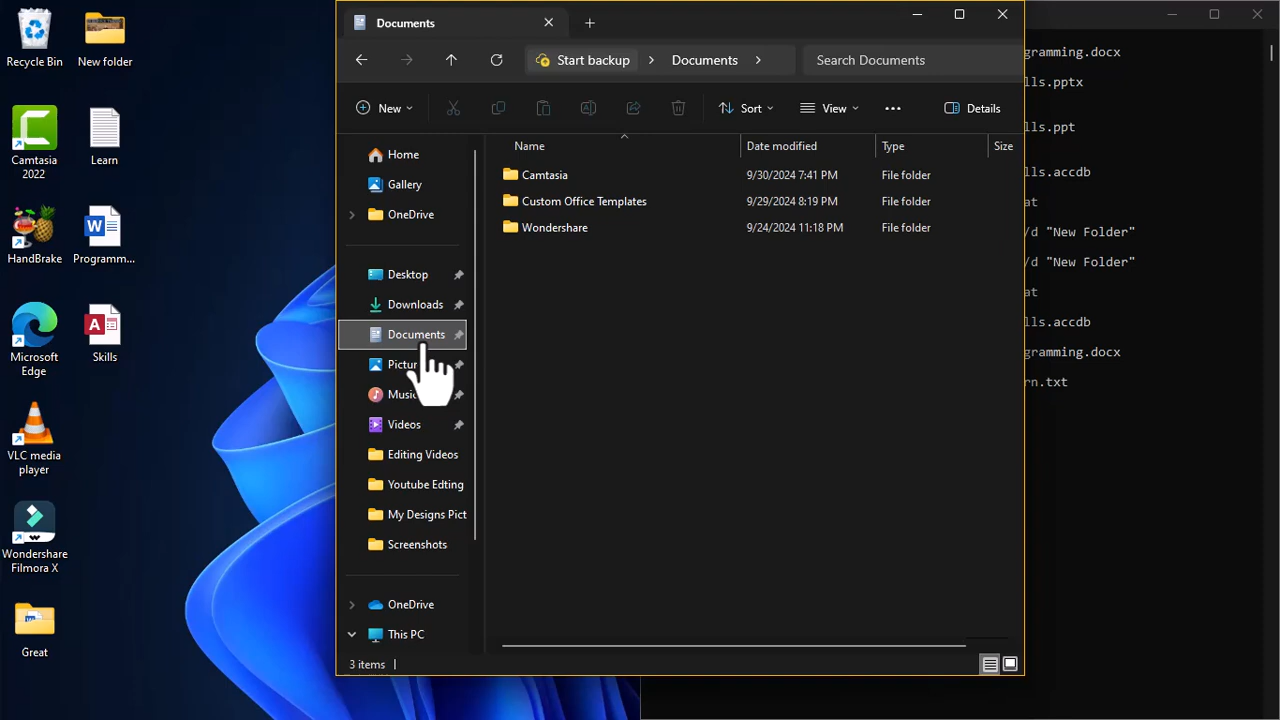 Recycle Bin
New folder
Camtasia
2022
Learn
HandBrake
Programm...
Microsoft
Edge
Skills
VLC media
player
Wondershare
Filmora X
Great
Documents
Start backup
Documents
Search Documents
New
Sort
View
Details
Name
Date modified
Type
Size
Camtasia
9/30/2024 7:41 PM
File folder
Custom Office Templates
9/29/2024 8:19 PM
File folder
Wondershare
9/24/2024 11:18 PM
File folder
Home
Gallery
OneDrive
Desktop
Downloads
Documents
Pictur
Music
Videos
Editing Videos
Youtube Edting
My Designs Pict
Screenshots
OneDrive
This PC
3 items
gramming.docx
lls.pptx
lls.ppt
lls.accdb
at
/d "New Folder"
/d "New Folder"
at
lls.accdb
gramming.docx
rn.txt